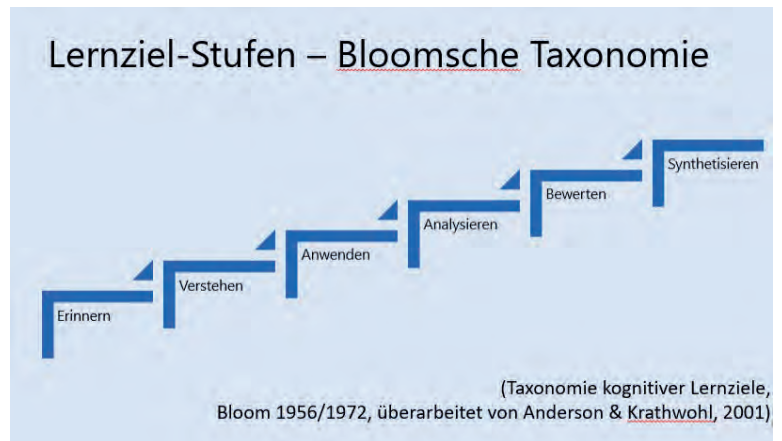 Lernziel-Stufen – Bloomsche Taxonomie
Erinnern
Verstehen
Anwenden
Analysieren
Bewerten
Synthetisieren
(Taxonomie kognitiver Lernziele,
Bloom 1956/1972, überarbeitet von Anderson & Krathwohl, 2001)